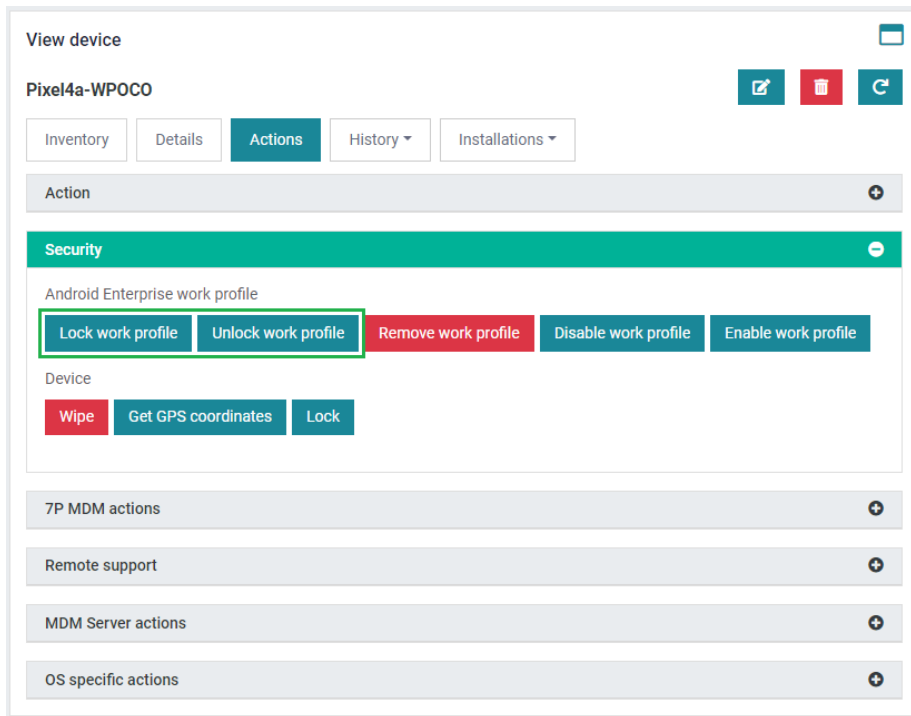 View device
Pixel4a-WPOCO
Inventory Details Actions History Installations
Action
Security
Android Enterprise work profile
Lock work profile Unlock work profile Remove work profile Disable work profile Enable work profile
Device
Wipe Get GPS coordinates Lock
7P MDM actions
Remote support
MDM Server actions
OS specific actions